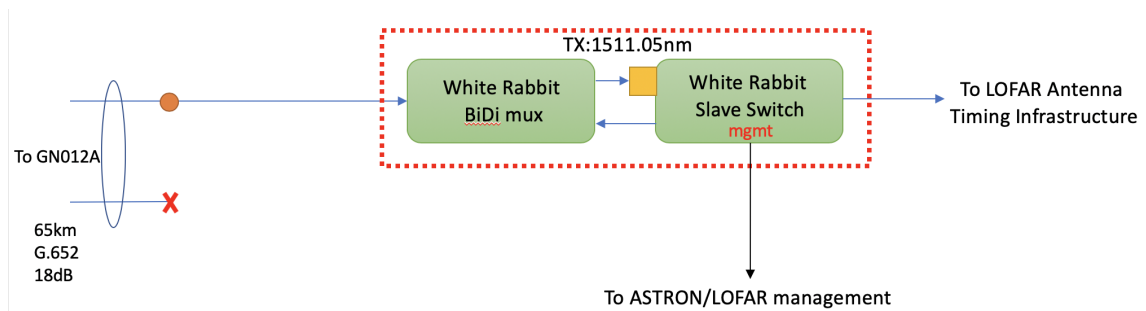 TX:1511.05nm
White Rabbit
BiDi mux
White Rabbit
Slave Switch
mgmt
To LOFAR Antenna
Timing Infrastructure
To GN012A
65km
G.652
18dB
To ASTRON/LOFAR management